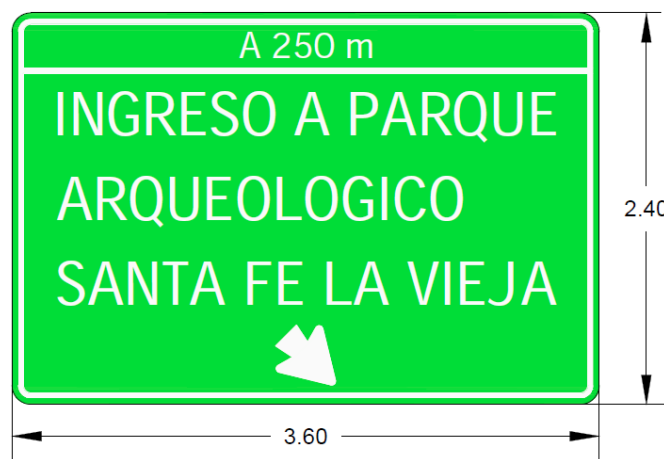 A 250 m
INGRESO A PARQUE
ARQUEOLOGICO
SANTA FE LA VIEJA
2.40
3.60